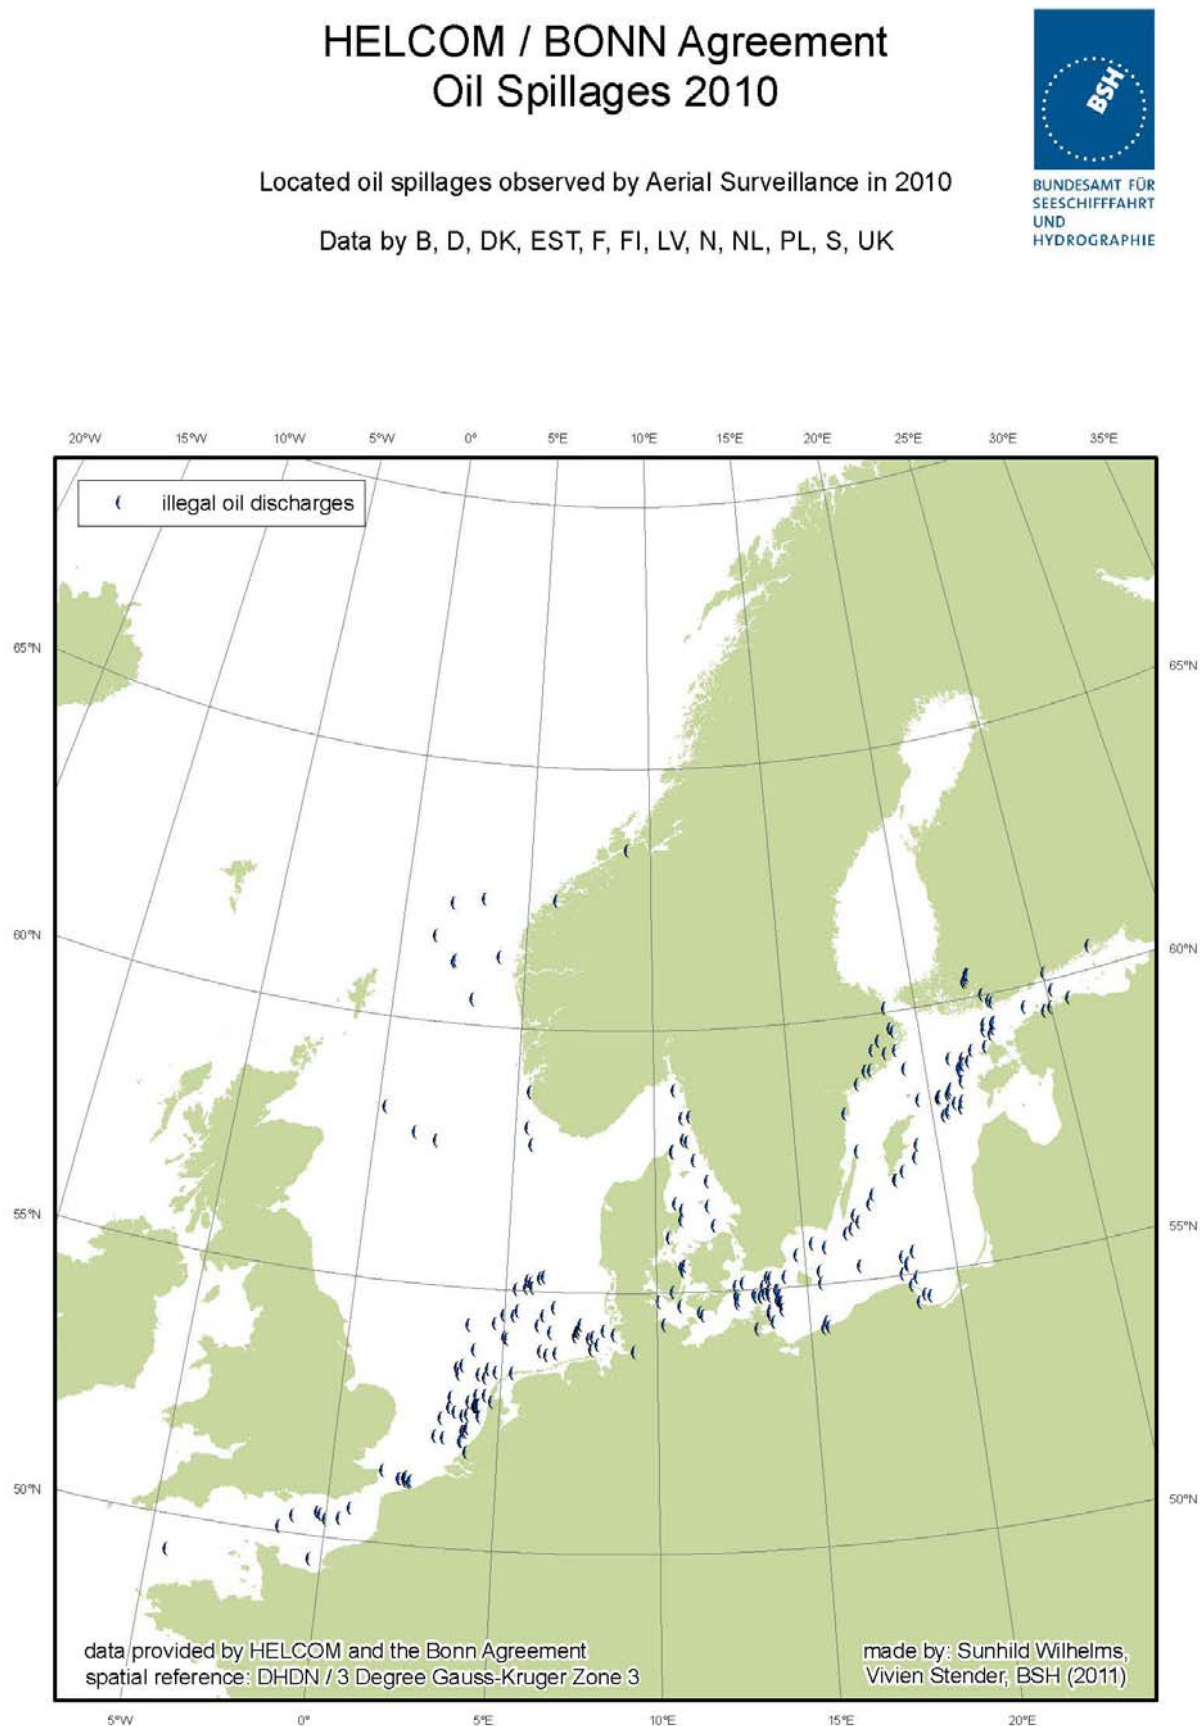 HELCOM / BONN Agreement
Oil Spillages 2010
BSH
Located oil spillages observed by Aerial Surveillance in 2010
Data by B, D, DK, EST, F, FI, LV, N, NL, PL, S, UK
BUNDESAMT FÜR
SEESCHIFFFAHRT
UND
HYDROGRAPHIE
20°W 15°W 10°W 5°W 0° 5°E 10°E 15°E 20°E 25°E 30°E 35°E
illegal oil discharges
65°N 65°N
60°N 60°N
55°N 55°N
50°N 50°N
data provided by HELCOM and the Bonn Agreement
spatial reference: DHDN / 3 Degree Gauss-Kruger Zone 3
made by: Sunhild Wilhelms,
Vivien Stender, BSH (2011)
5°W 0° 5°E 10°E 15°E 20°E